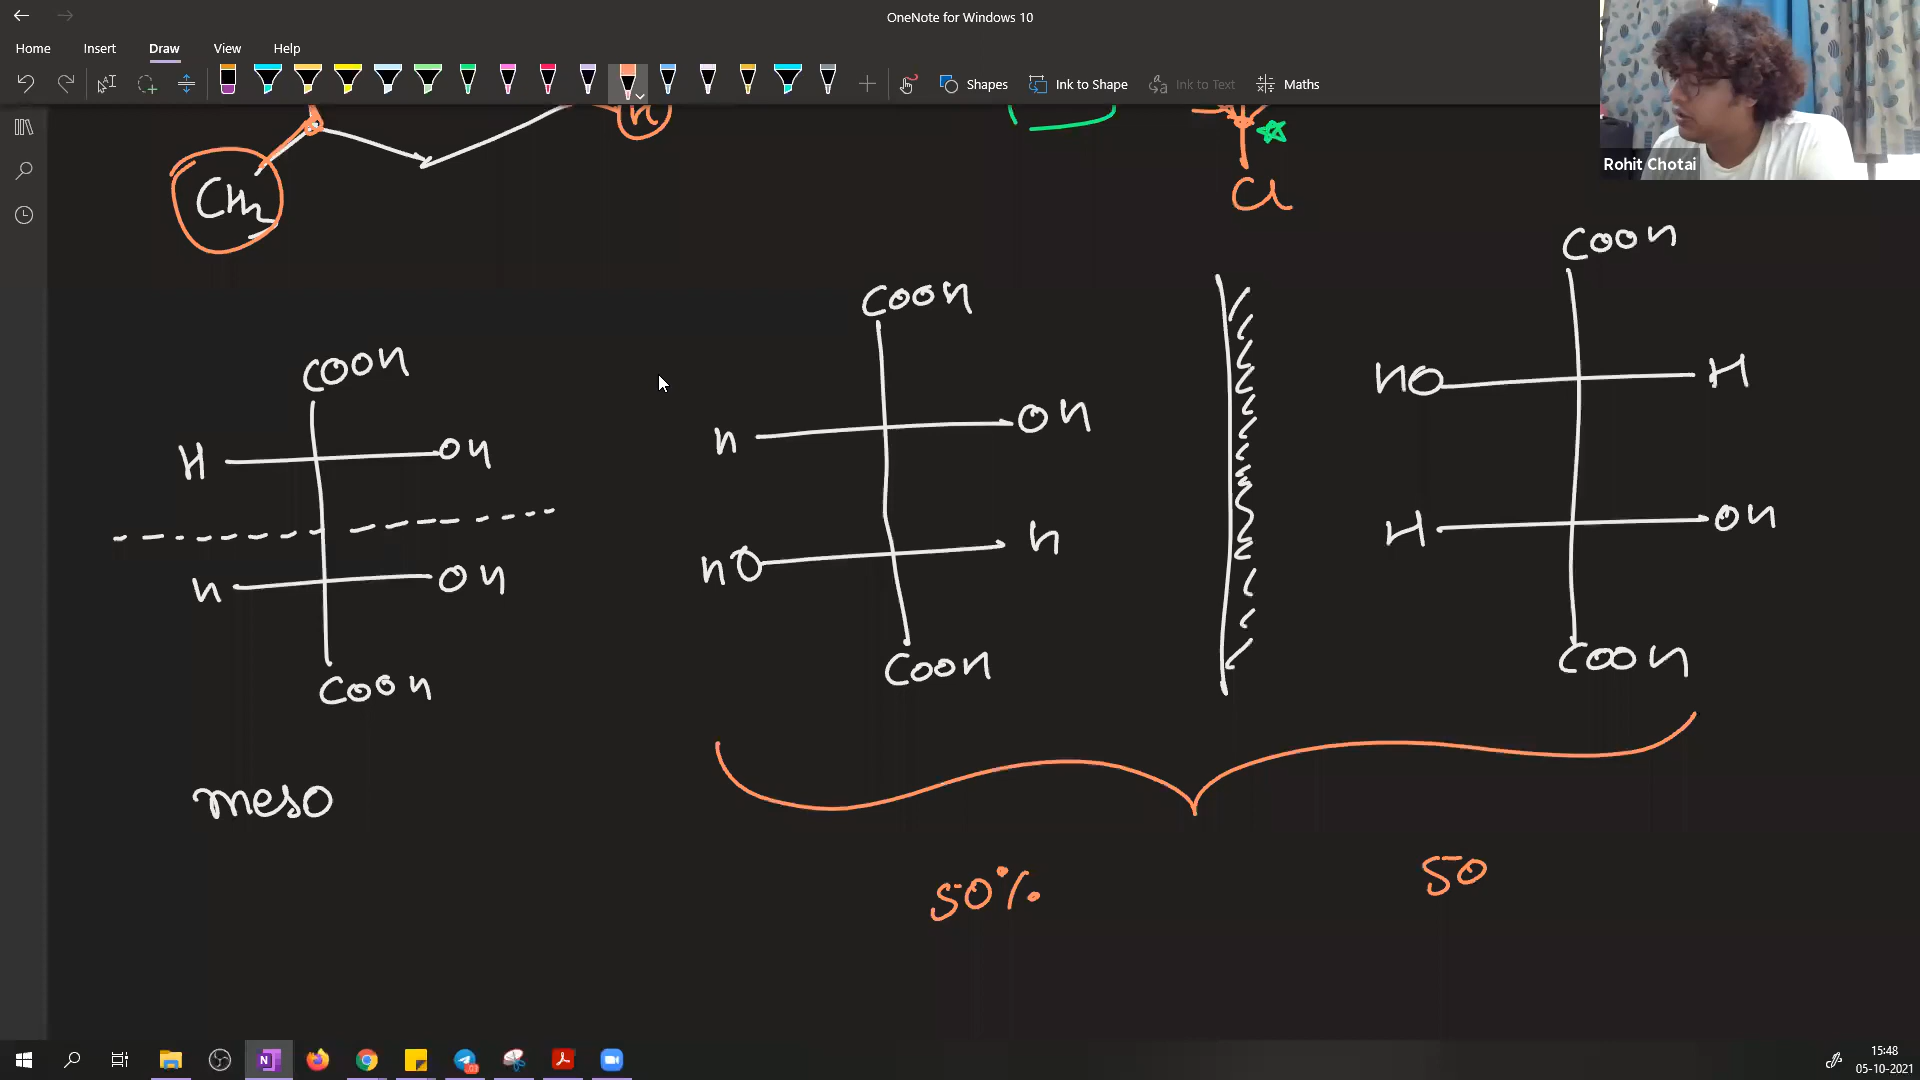 OneNote for Windows 10
Home Insert Draw View Help
Shapes Ink to Shape Ink to Text Maths
Rohit Chotai
CH2
H
Cl
COOH
COOH
COOH
HO H
H OH
H OH
H OH
H OH
HO H
H OH
COOH
COOH
COOH
meso
50%
50
15:48
05-10-2021